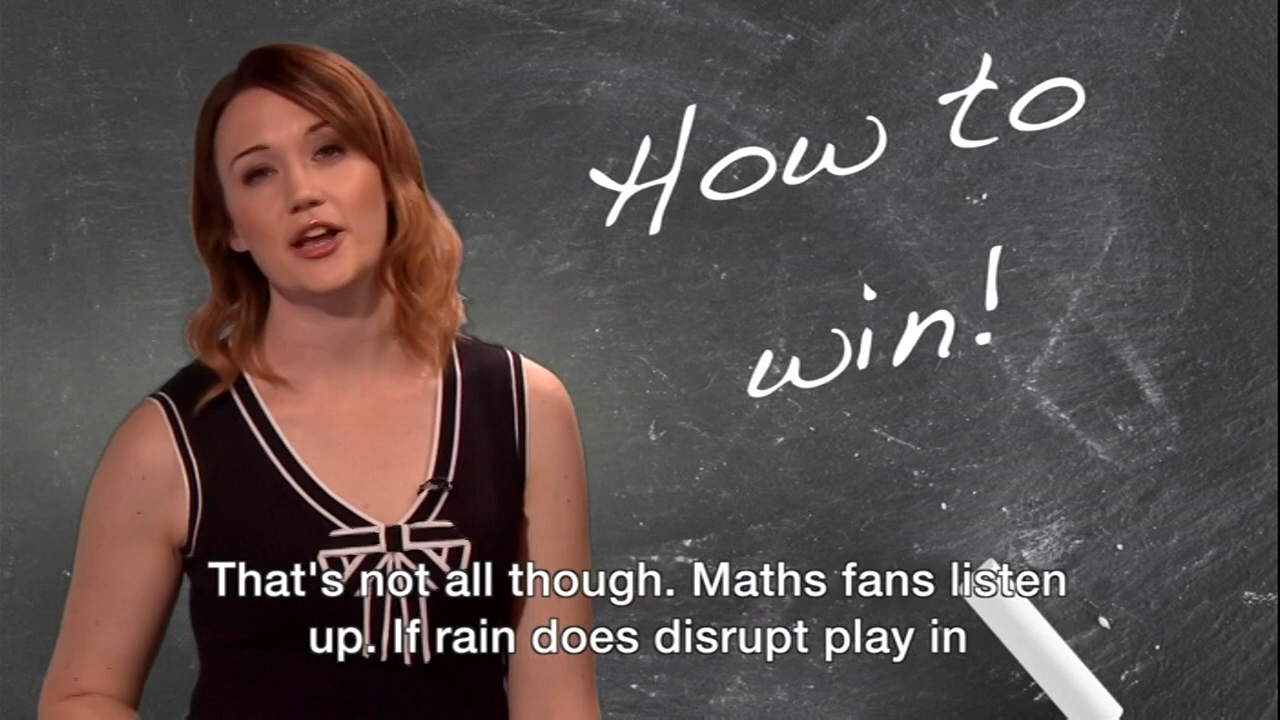 How to
win!
That's not all though. Maths fans listen
up. If rain does disrupt play in